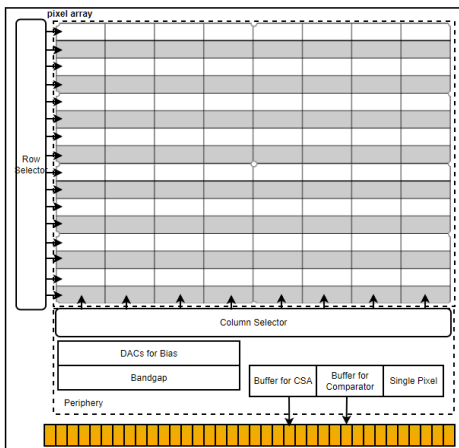 pixel array
Row
Selector
Column Selector
DACs for Bias
Bandgap
Buffer for CSA
Buffer for
Comparator
Single Pixel
Periphery